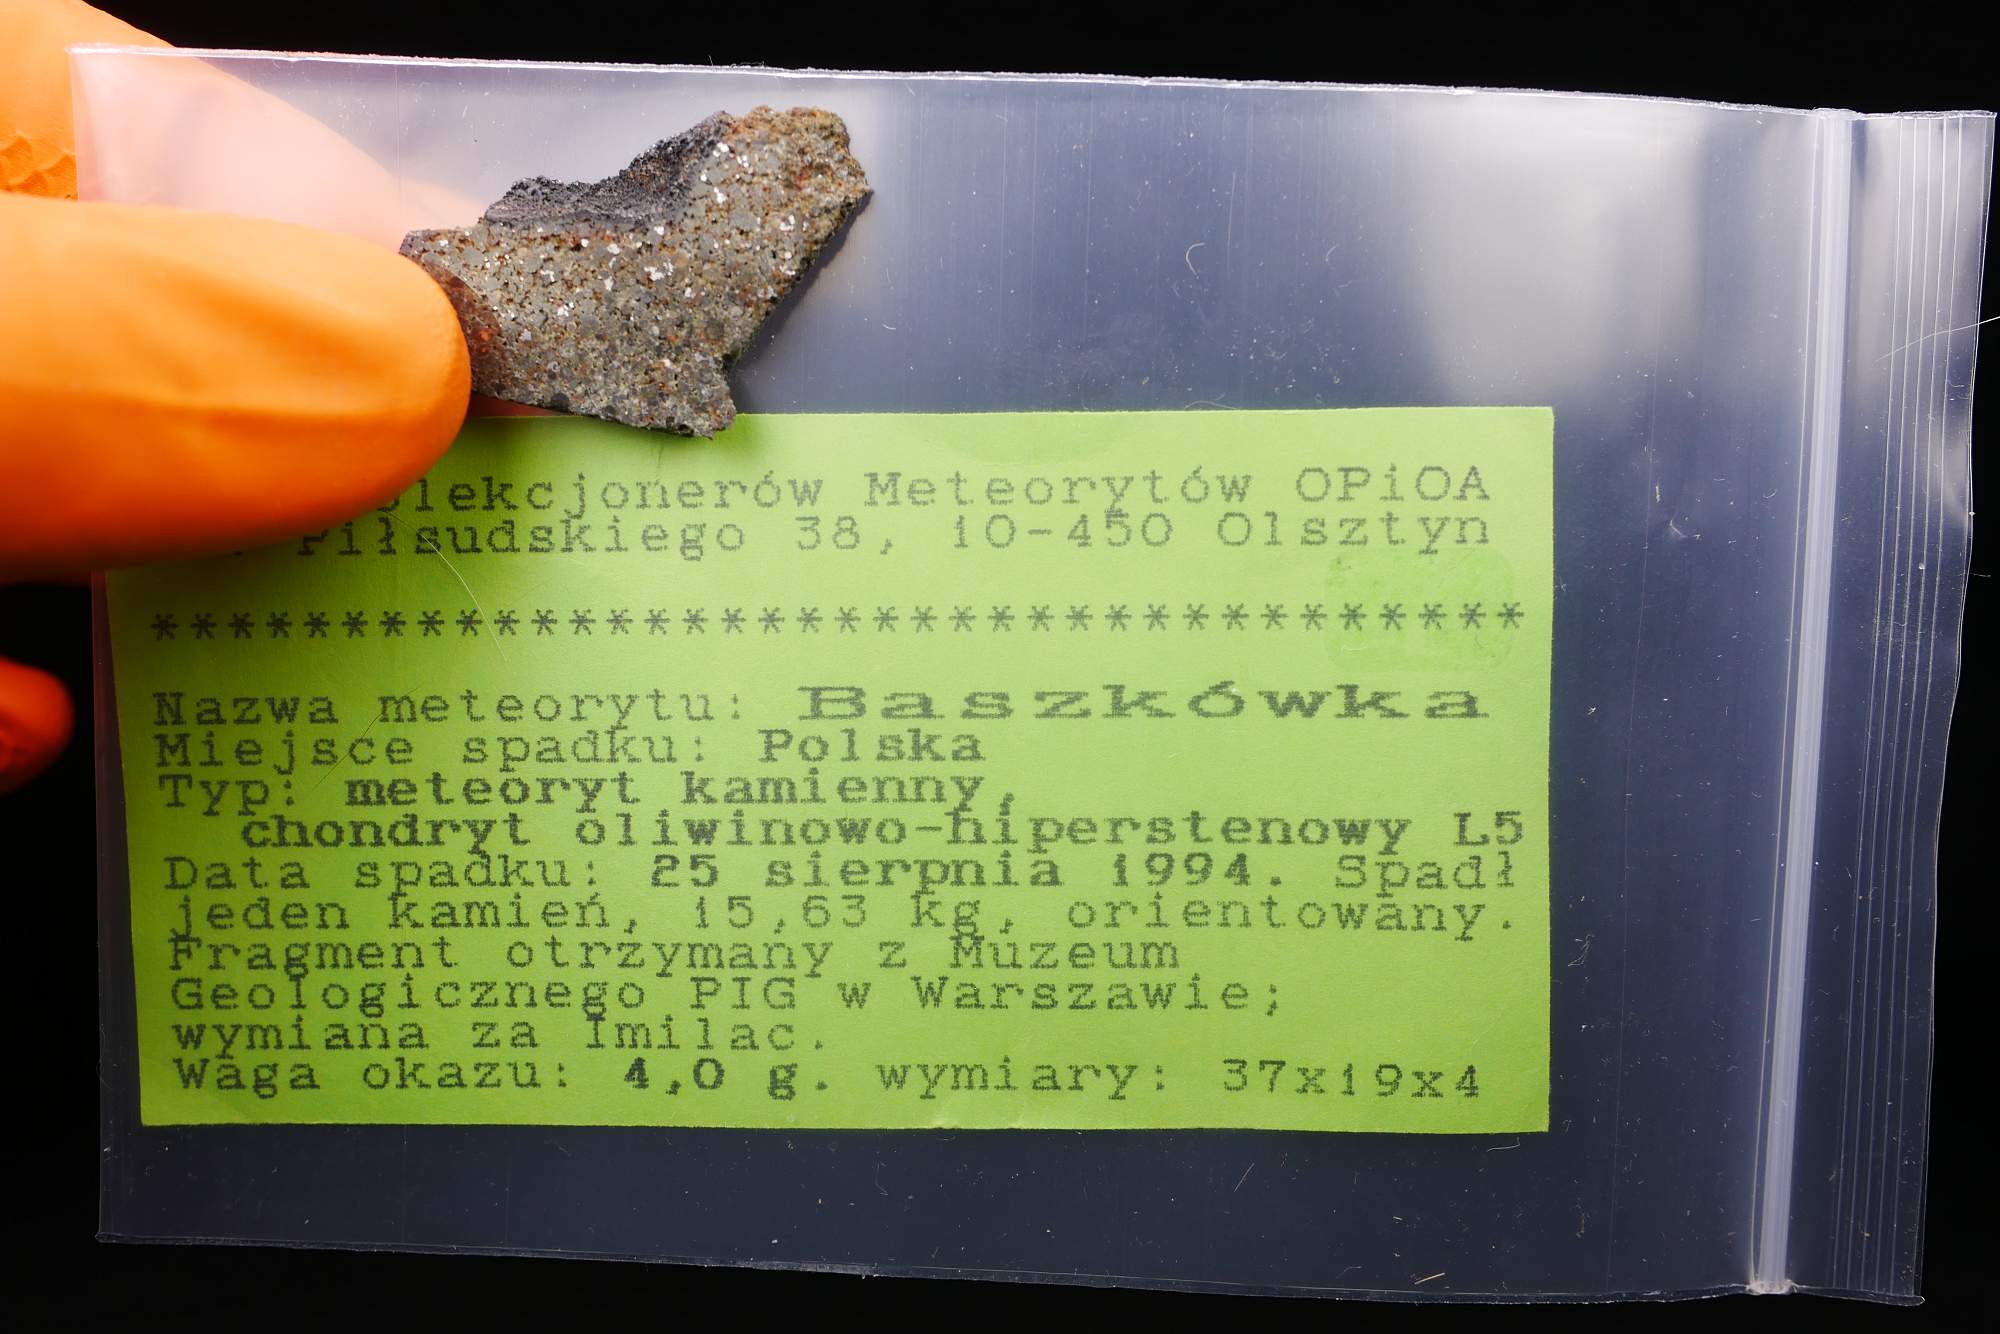 Meteorytów OPiOA
Piłsudskiego 38, 10-450 Olsztyn
************************************
Nazwa meteorytu: Baszkówka
Miejsce spadku: Polska
Typ: meteoryt kamienny,
chondryt oliwinowo-hiperstenowy L5
Data spadku: 25 sierpnia 1994. Spadł
jeden kamień, 15,63 kg, orientowany.
Fragment otrzymany z Muzeum
Geologicznego PIG w Warszawie;
wymiana za Imilac.
Waga okazu: 4,0 g. wymiary: 37x19x4